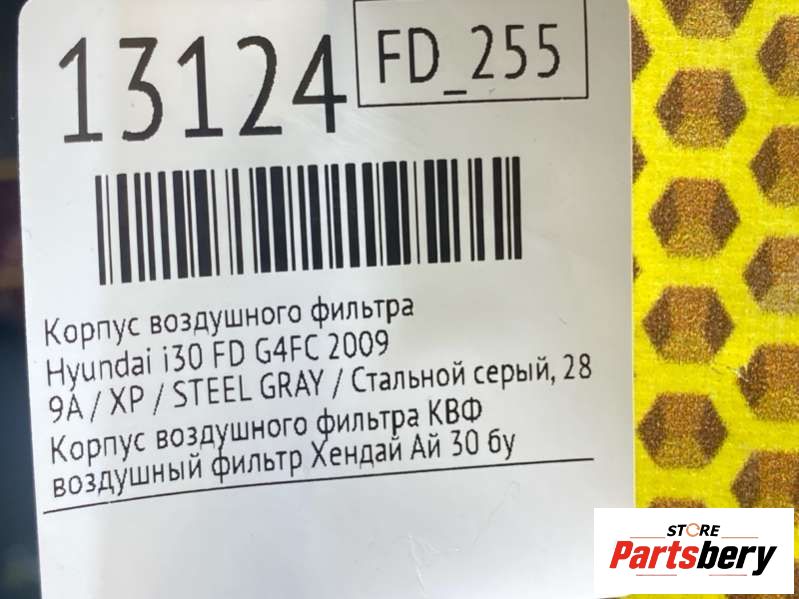 13124
FD_255
Корпус воздушного фильтра
Hyundai i30 FD G4FC 2009
9A / XP / STEEL GRAY / Стальной серый, 28
Корпус воздушного фильтра КВФ
воздушный фильтр Хендай Ай 30 бу
STORE
Partsbery